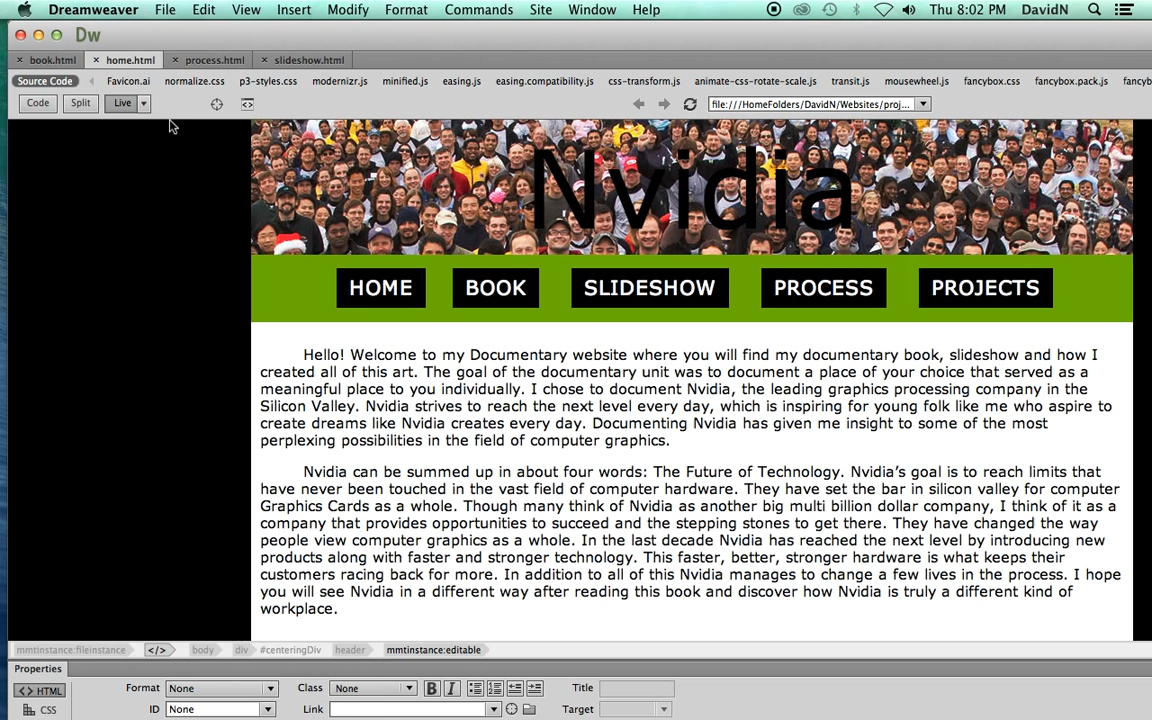 Dreamweaver File Edit View Insert Modify Format Commands Site Window Help Thu 8:02 PM DavidN
Dw
book.html home.html process.html slideshow.html
Source Code Favicon.ai normalize.css p3-styles.css modernizr.js minified.js easing.js easing.compatibility.js css-transform.js animate-css-rotate-scale.js transit.js mousewheel.js fancybox.css fancybox.pack.js fancyb
Code Split Live file:///HomeFolders/DavidN/Websites/proj...
Nvidia
HOME BOOK SLIDESHOW PROCESS PROJECTS
Hello! Welcome to my Documentary website where you will find my documentary book, slideshow and how I
created all of this art. The goal of the documentary unit was to document a place of your choice that served as a
meaningful place to you individually. I chose to document Nvidia, the leading graphics processing company in the
Silicon Valley. Nvidia strives to reach the next level every day, which is inspiring for young folk like me who aspire to
create dreams like Nvidia creates every day. Documenting Nvidia has given me insight to some of the most
perplexing possibilities in the field of computer graphics.
Nvidia can be summed up in about four words: The Future of Technology. Nvidia’s goal is to reach limits that
have never been touched in the vast field of computer hardware. They have set the bar in silicon valley for computer
Graphics Cards as a whole. Though many think of Nvidia as another big multi billion dollar company, I think of it as a
company that provides opportunities to succeed and the stepping stones to get there. They have changed the way
people view computer graphics as a whole. In the last decade Nvidia has reached the next level by introducing new
products along with faster and stronger technology. This faster, better, stronger hardware is what keeps their
customers racing back for more. In addition to all of this Nvidia manages to change a few lives in the process. I hope
you will see Nvidia in a different way after reading this book and discover how Nvidia is truly a different kind of
workplace.
mmtinstance:fileinstance </> body div #centeringDiv header mmtinstance:editable
Properties
<> HTML Format None Class None B I Title
CSS ID None Link Target